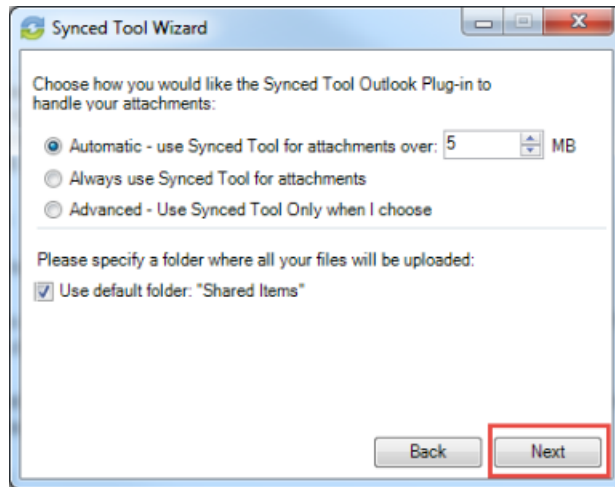 Synced Tool Wizard
Choose how you would like the Synced Tool Outlook Plug-in to
handle your attachments:
Automatic - use Synced Tool for attachments over: 5 MB
Always use Synced Tool for attachments
Advanced - Use Synced Tool Only when I choose
Please specify a folder where all your files will be uploaded:
Use default folder: "Shared Items"
Back Next